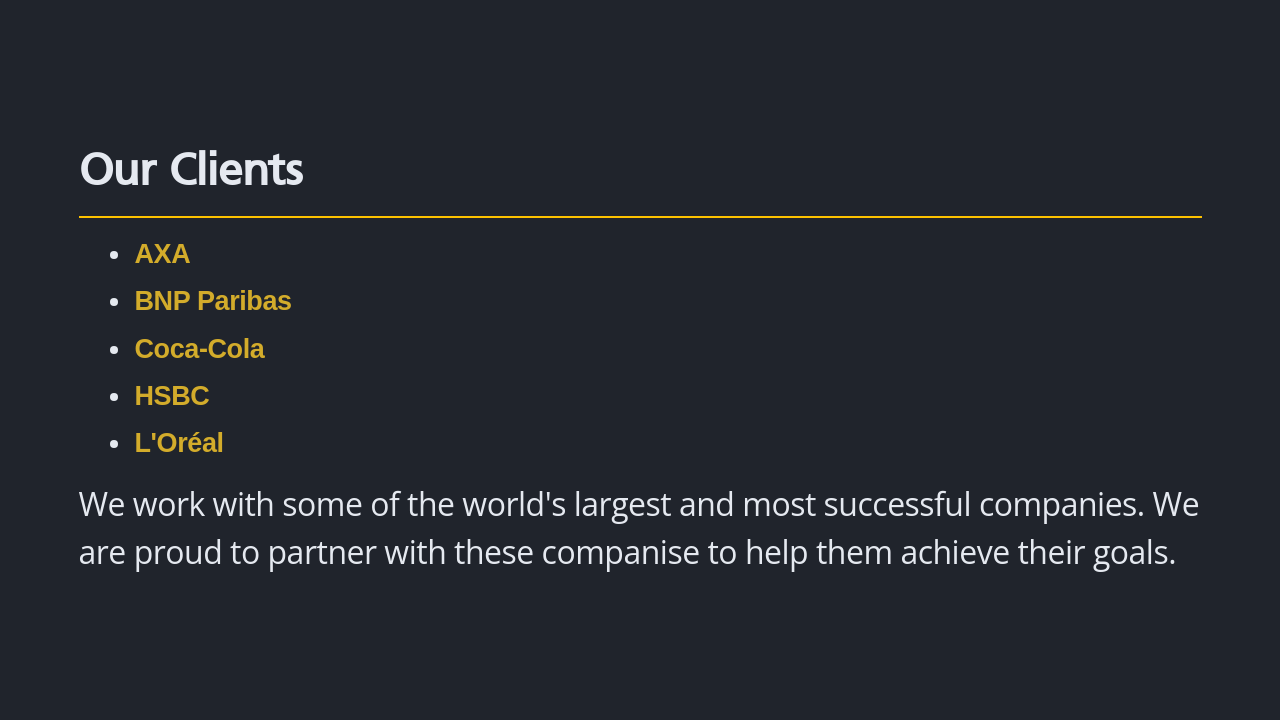 Our Clients
• AXA
• BNP Paribas
• Coca-Cola
• HSBC
• L'Oréal
We work with some of the world's largest and most successful companies. We
are proud to partner with these companise to help them achieve their goals.